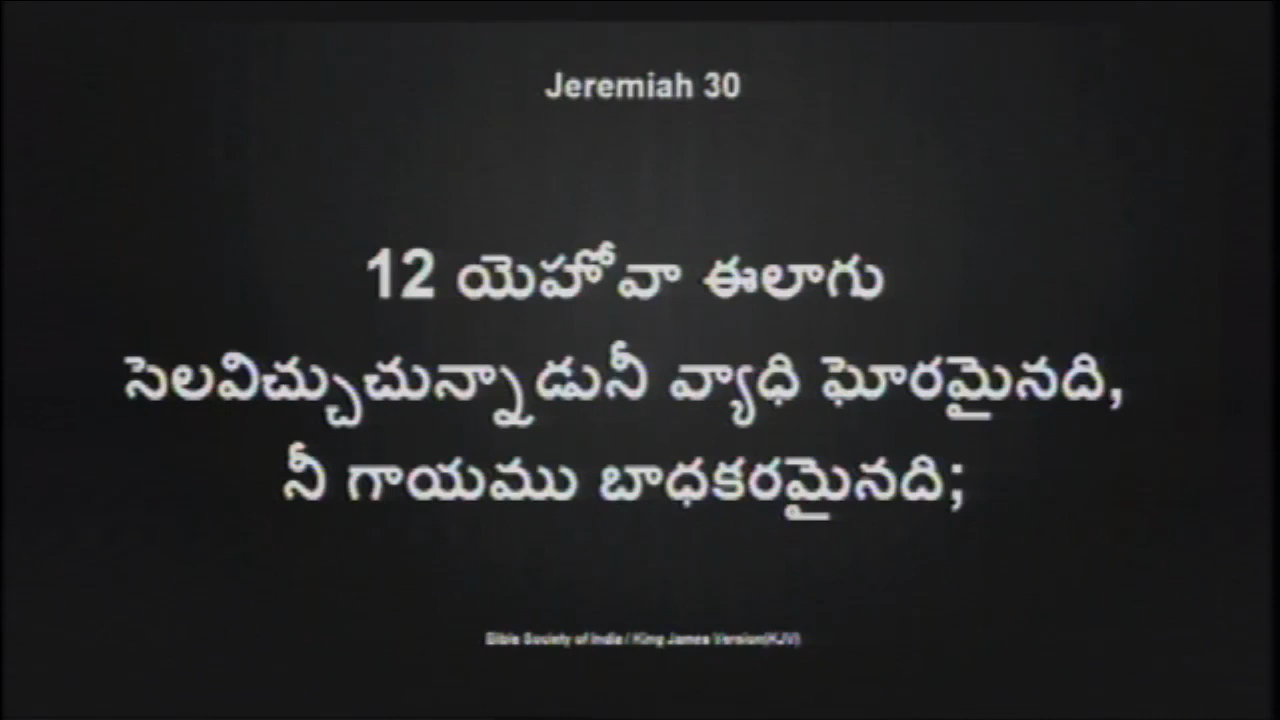 Jeremiah 30
12 యెహోవా ఈలాగు
సెలవిచ్చుచున్నాడునీ వ్యాధి ఘోరమైనది,
నీ గాయము బాధకరమైనది;
Bible Society of India / King James Version(KJV)